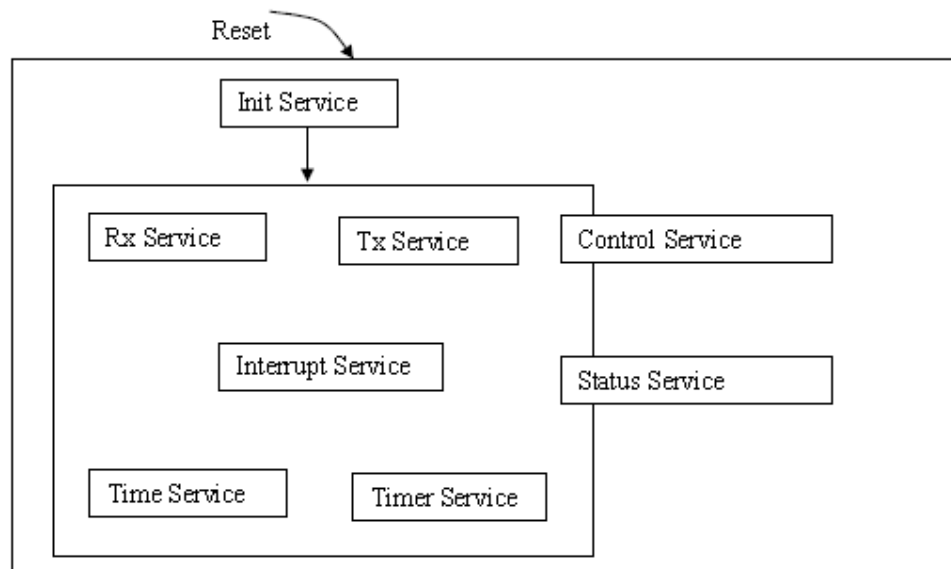 Reset
Init Service
Rx Service
Tx Service
Control Service
Interrupt Service
Status Service
Time Service
Timer Service